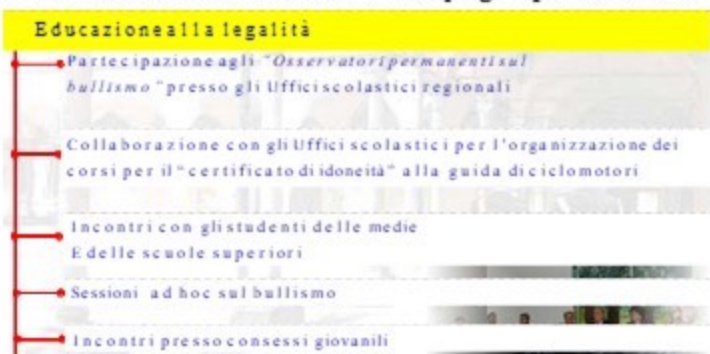 Educazione alla legalità
Partecipazione agli "Osservatori permanenti sul
bullismo" presso gli Uffici scolastici regionali
Collaborazione con gli Uffici scolastici per l'organizzazione dei
corsi per il "certificato di idoneità" alla guida di ciclomotori
Incontri con gli studenti delle medie
E delle scuole superiori
Sessioni ad hoc sul bullismo
Incontri presso consessi giovanili